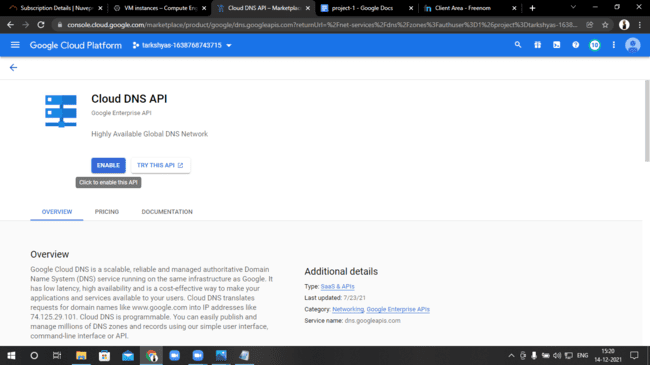 Subscription Details | Nuvep
VM instances – Compute En
Cloud DNS API – Marketpla
project-1 - Google Docs
Client Area - Freenom
console.cloud.google.com/marketplace/product/google/dns.googleapis.com?returnUrl=%2Fnet-services%2Fdns%2Fzones%3Fauthuser%3D1%26project%3Dtarkshyas-1638...
Google Cloud Platform
tarkshyas-1638766743715
10
Cloud DNS API
Google Enterprise API
Highly Available Global DNS Network
ENABLE
TRY THIS API
Click to enable this API
OVERVIEW
PRICING
DOCUMENTATION
Overview
Google Cloud DNS is a scalable, reliable and managed authoritative Domain
Name System (DNS) service running on the same infrastructure as Google. It
has low latency, high availability and is a cost-effective way to make your
applications and services available to your users. Cloud DNS translates
requests for domain names like www.google.com into IP addresses like
74.125.29.101. Cloud DNS is programmable. You can easily publish and
manage millions of DNS zones and records using our simple user interface,
command-line interface or API.
Additional details
Type: SaaS & APIs
Last updated: 7/23/21
Category: Networking, Google Enterprise APIs
Service name: dns.googleapis.com
ENG
15:20
14-12-2021